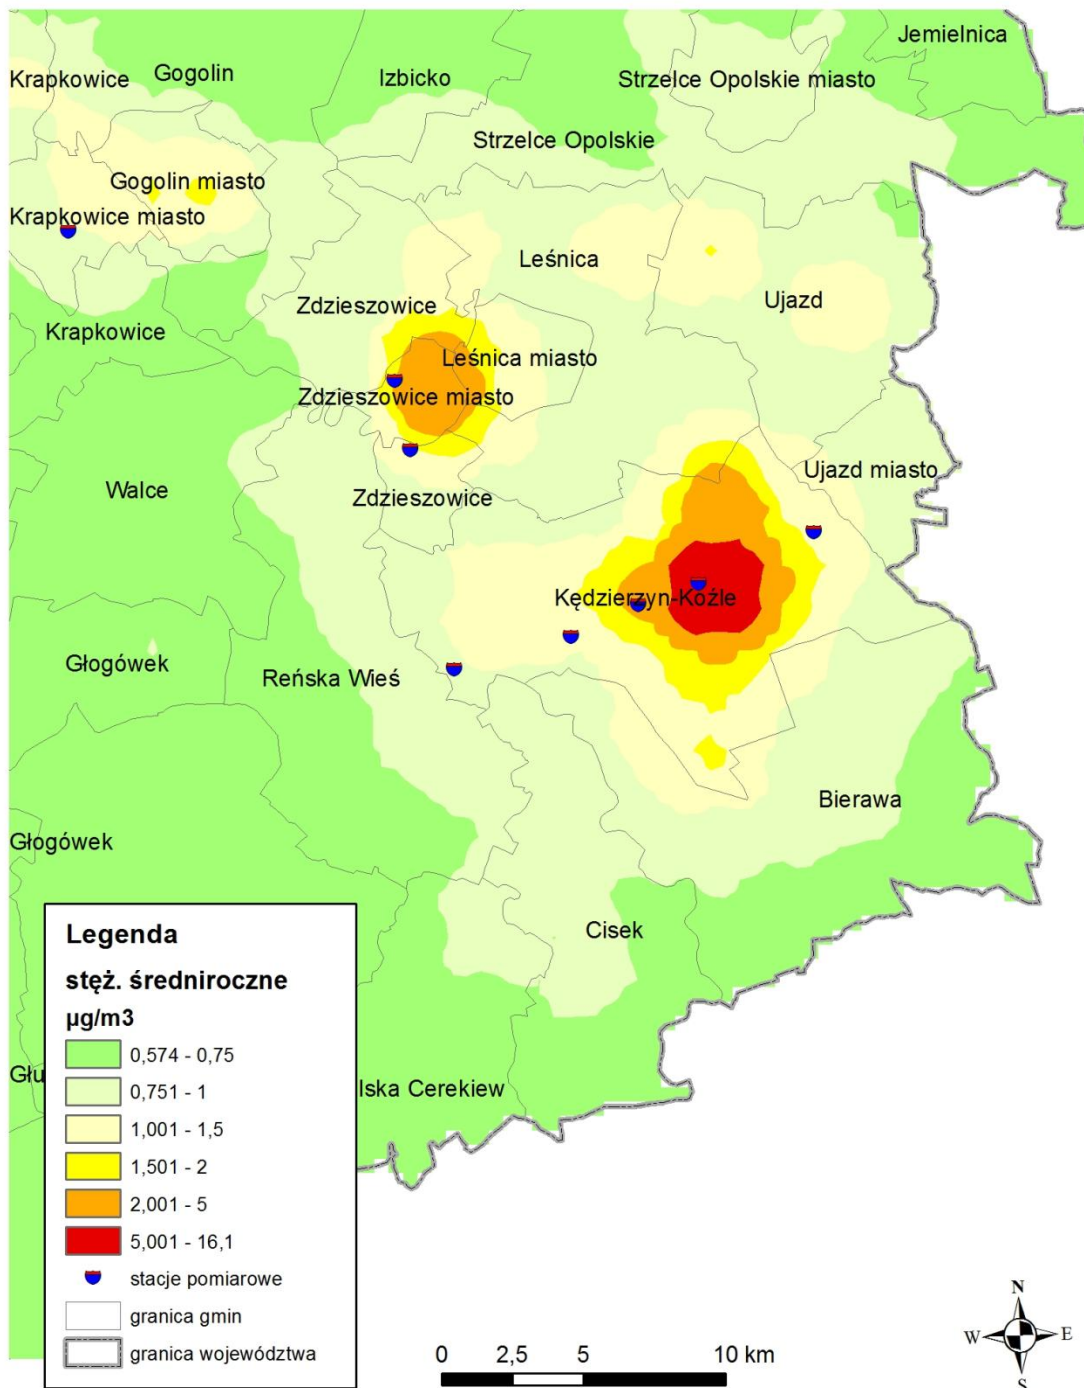 Jemielnica
Krapkowice
Gogolin
Izbicko
Strzelce Opolskie miasto
Strzelce Opolskie
Gogolin miasto
Krapkowice miasto
Leśnica
Ujazd
Zdzieszowice
Krapkowice
Leśnica miasto
Zdzieszowice miasto
Ujazd miasto
Walce
Zdzieszowice
Kędzierzyn-Koźle
Głogówek
Reńska Wieś
Bierawa
Głogówek
Cisek
Legenda
stęż. średniroczne
µg/m3
0,574 - 0,75
Głu
0,751 - 1
lska Cerekiew
1,001 - 1,5
1,501 - 2
2,001 - 5
5,001 - 16,1
stacje pomiarowe
granica gmin
granica województwa
0 2,5 5 10 km
N
W E
S